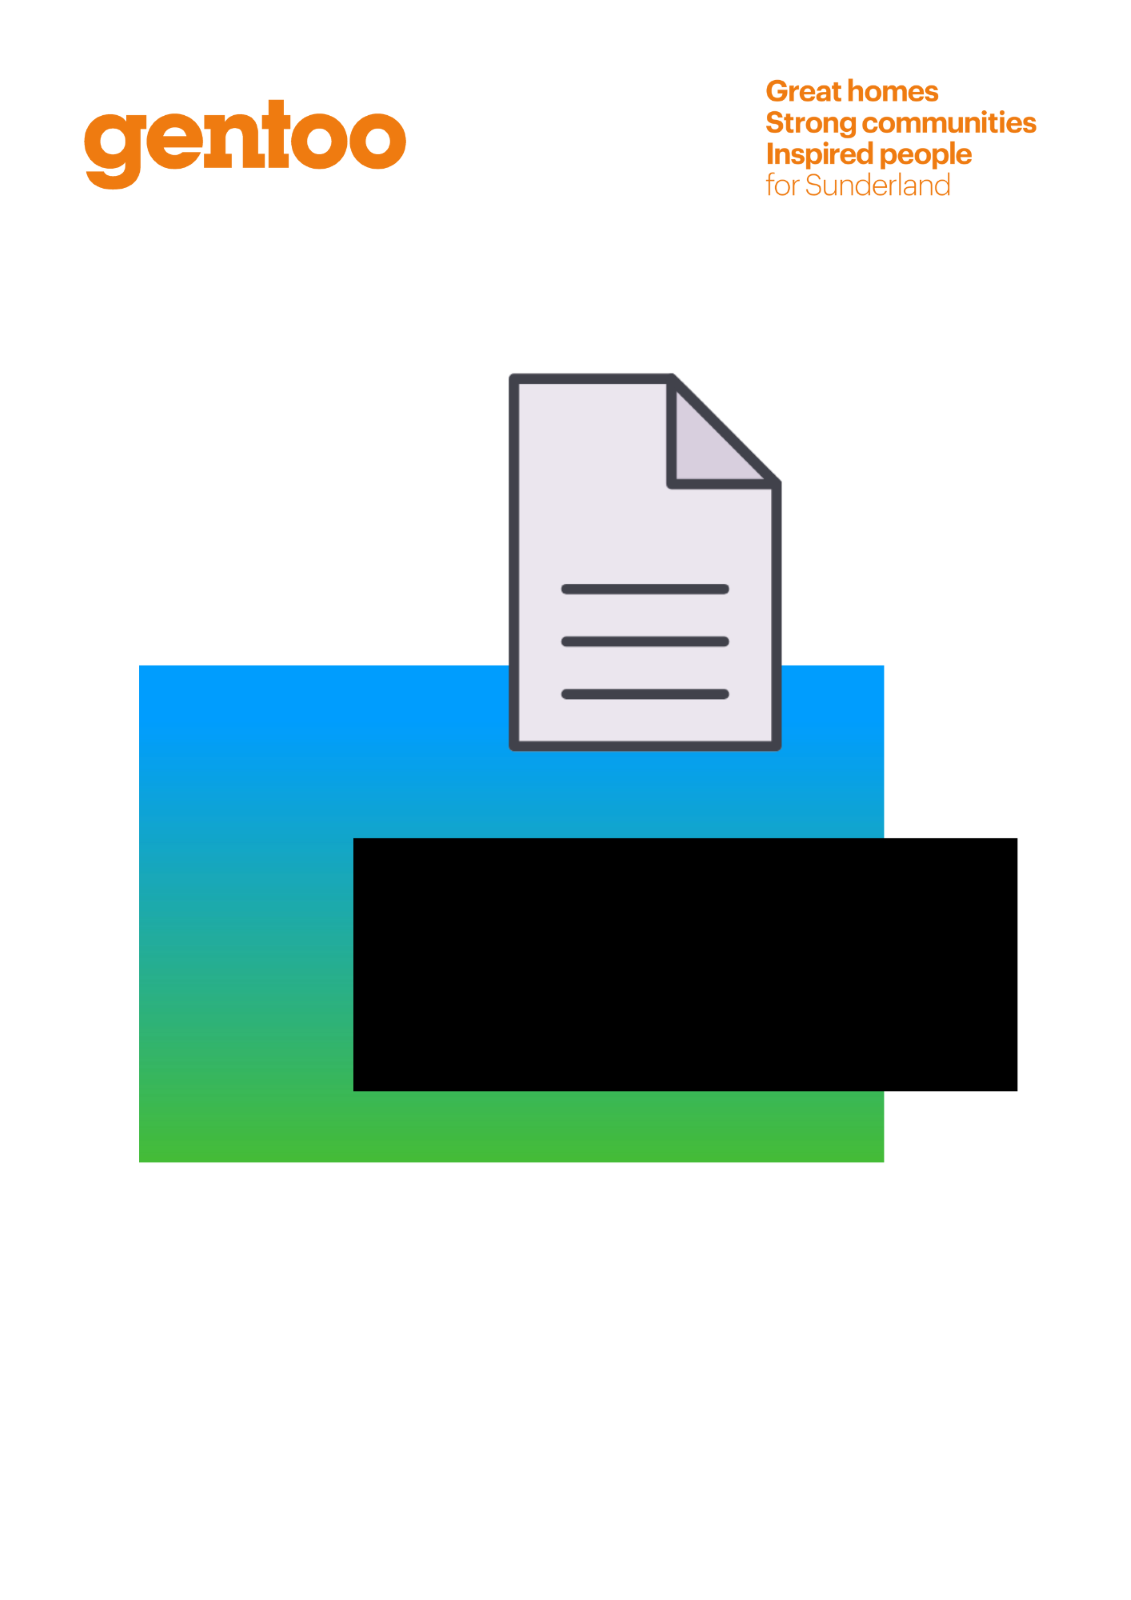 gentoo
Great homes
Strong communities
Inspired people
for Sunderland